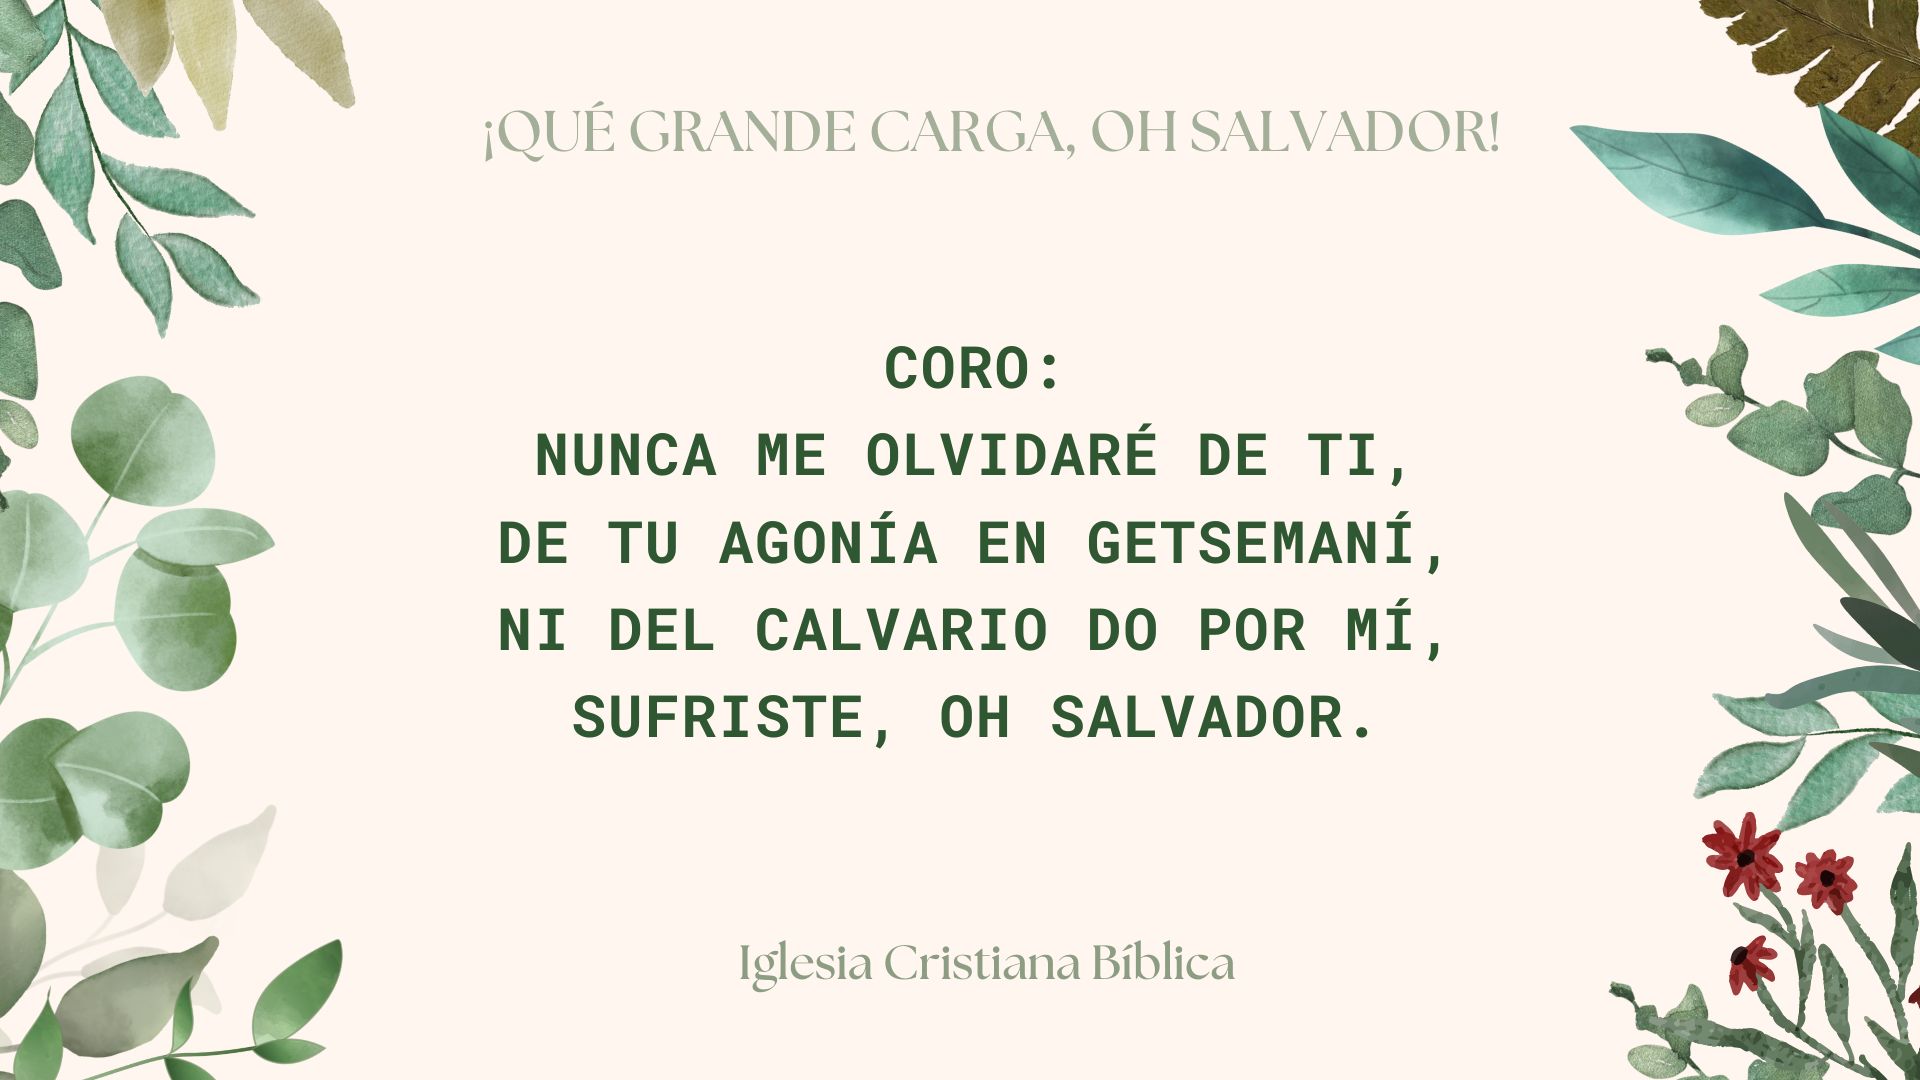 ¡QUÉ GRANDE CARGA, OH SALVADOR!
CORO:
NUNCA ME OLVIDARÉ DE TI,
DE TU AGONÍA EN GETSEMANÍ,
NI DEL CALVARIO DO POR MÍ,
SUFRISTE, OH SALVADOR.
Iglesia Cristiana Bíblica